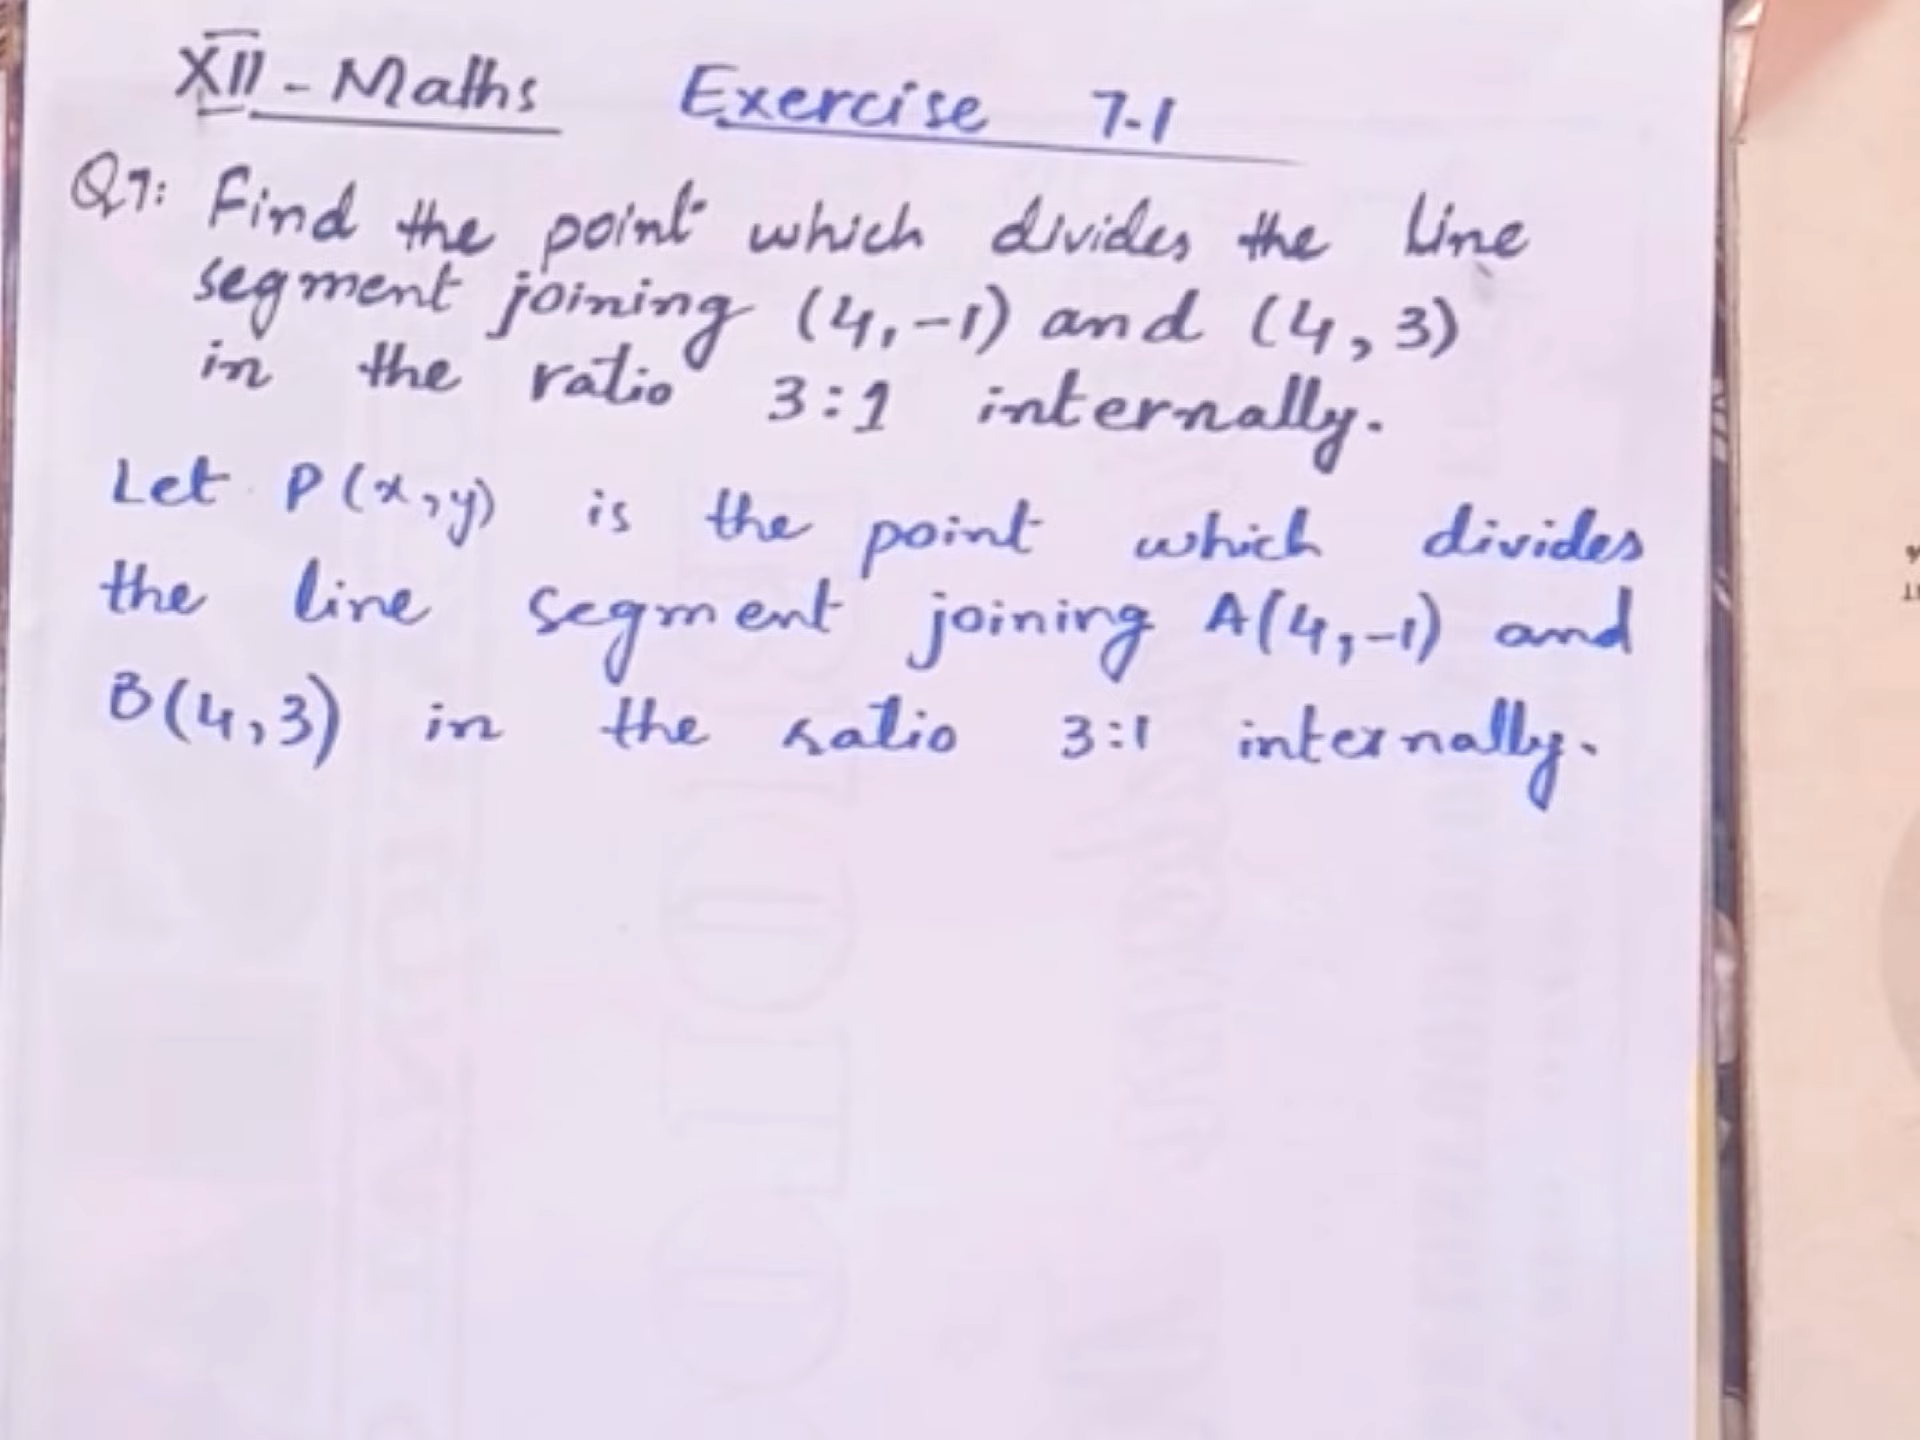 XII - Maths Exercise 7.1
Q7: Find the point which divides the line
segment joining (4,-1) and (4,3)
in the ratio 3:1 internally.
Let P(x,y) is the point which divides
the line segment joining A(4,-1) and
B(4,3) in the ratio 3:1 internally.